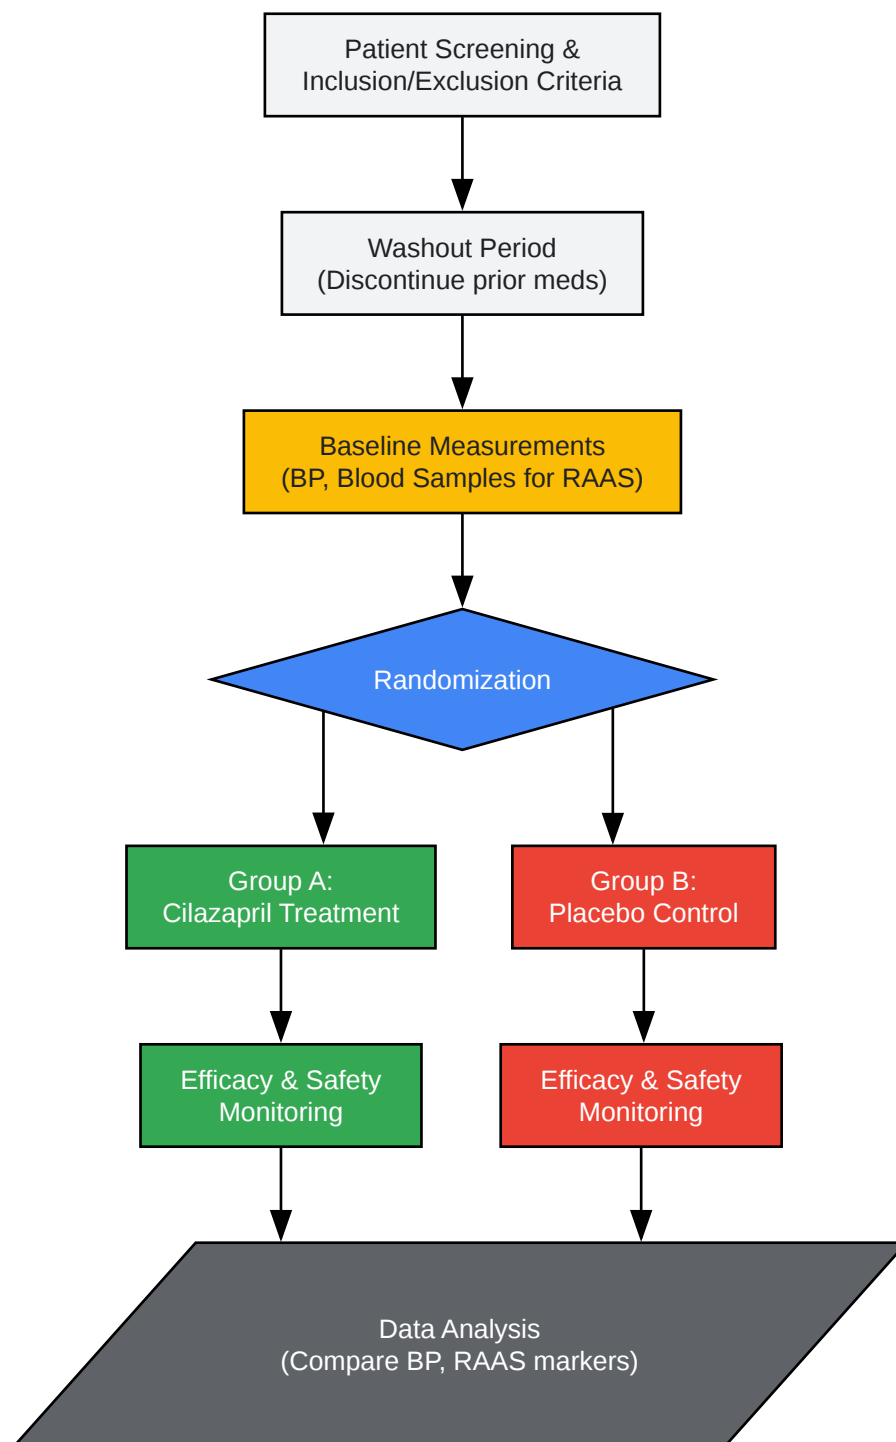 Patient Screening &
Inclusion/Exclusion Criteria
Washout Period
(Discontinue prior meds)
Baseline Measurements
(BP, Blood Samples for RAAS)
Randomization
Group A:
Cilazapril Treatment
Group B:
Placebo Control
Efficacy & Safety
Monitoring
Efficacy & Safety
Monitoring
Data Analysis
(Compare BP, RAAS markers)